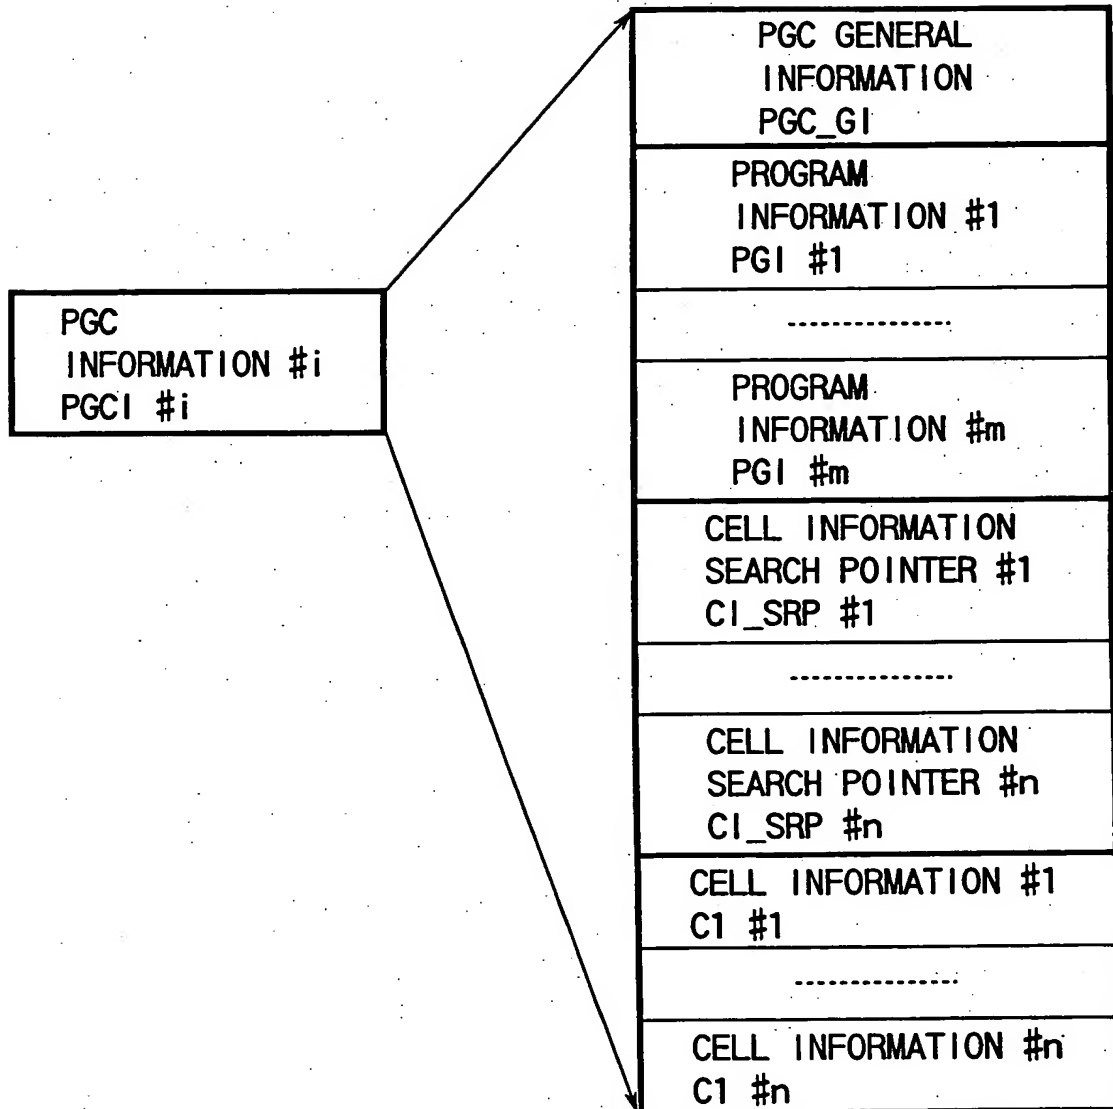 PGC GENERAL
INFORMATION
PGC_GI
PROGRAM
INFORMATION #1
PGI #1
---------------
PROGRAM
INFORMATION #m
PGI #m
CELL INFORMATION
SEARCH POINTER #1
CI_SRP #1
---------------
CELL INFORMATION
SEARCH POINTER #n
CI_SRP #n
CELL INFORMATION #1
C1 #1
---------------
CELL INFORMATION #n
C1 #n
PGC
INFORMATION #i
PGCI #i